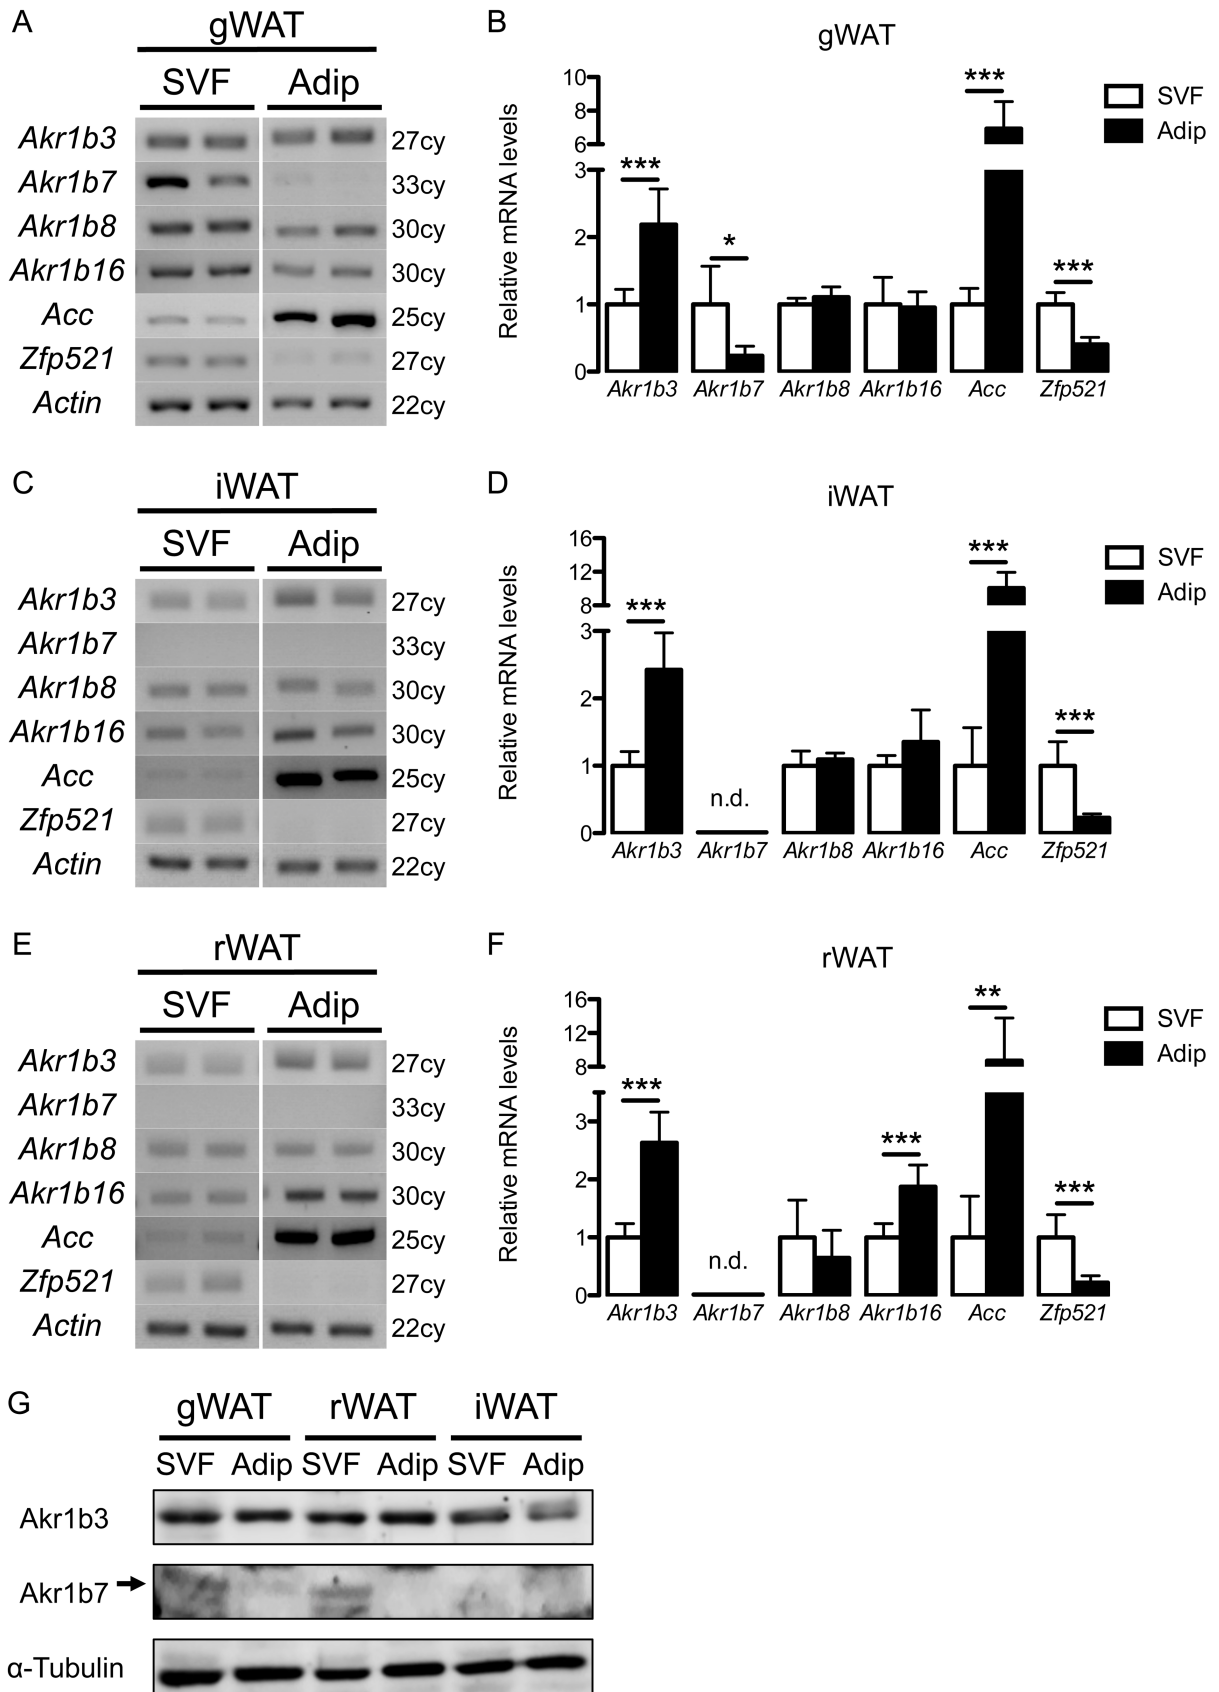 A
gWAT
SVF Adip
Akr1b3 27cy
Akr1b7 33cy
Akr1b8 30cy
Akr1b16 30cy
Acc 25cy
Zfp521 27cy
Actin 22cy
B
gWAT
Relative mRNA levels
10
8
6
3
2
1
0
*** * *** ***
Akr1b3 Akr1b7 Akr1b8 Akr1b16 Acc Zfp521
SVF
Adip
C
iWAT
SVF Adip
Akr1b3 27cy
Akr1b7 33cy
Akr1b8 30cy
Akr1b16 30cy
Acc 25cy
Zfp521 27cy
Actin 22cy
D
iWAT
Relative mRNA levels
16
12
8
3
2
1
0
*** n.d. *** ***
Akr1b3 Akr1b7 Akr1b8 Akr1b16 Acc Zfp521
SVF
Adip
E
rWAT
SVF Adip
Akr1b3 27cy
Akr1b7 33cy
Akr1b8 30cy
Akr1b16 30cy
Acc 25cy
Zfp521 27cy
Actin 22cy
F
rWAT
Relative mRNA levels
16
12
8
3
2
1
0
*** n.d. *** ** ***
Akr1b3 Akr1b7 Akr1b8 Akr1b16 Acc Zfp521
SVF
Adip
G
gWAT rWAT iWAT
SVF Adip SVF Adip SVF Adip
Akr1b3
Akr1b7
α-Tubulin